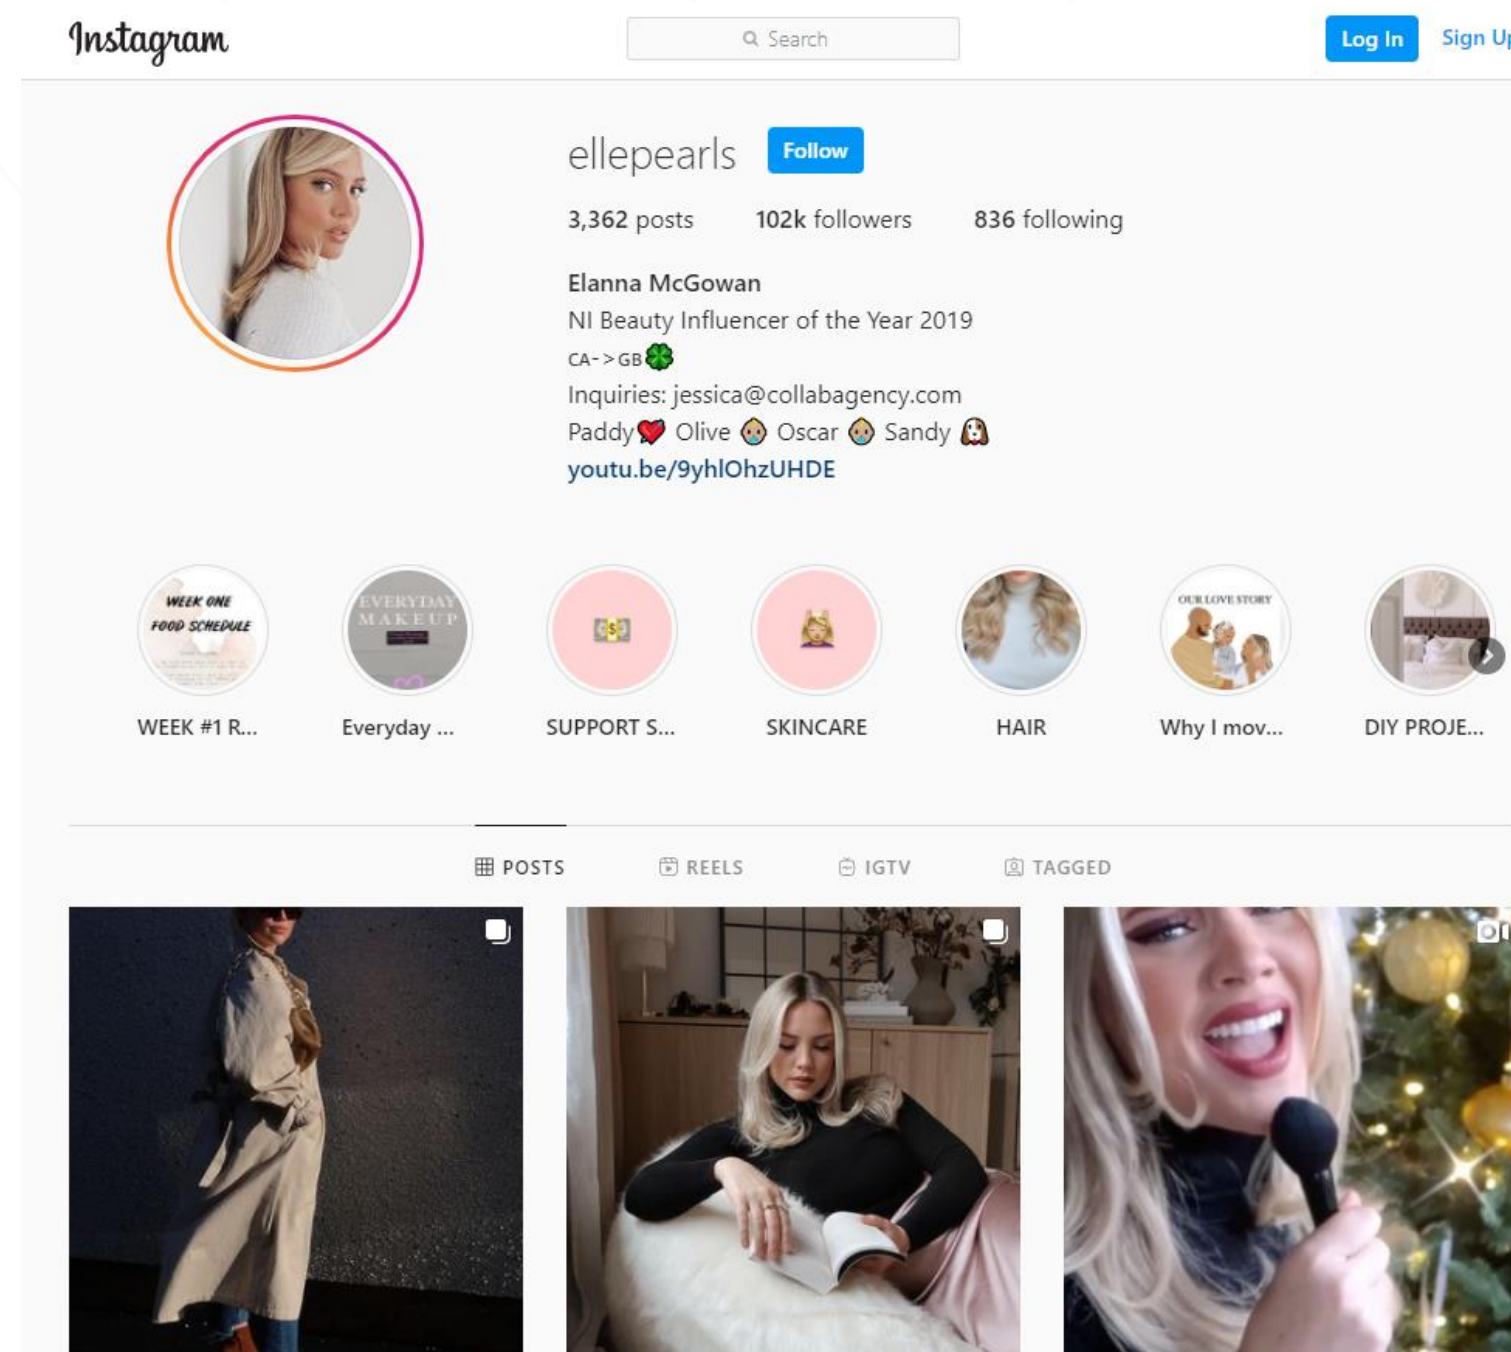 Instagram
Search
Log In
Sign Up
ellepearls
Follow
3,362 posts 102k followers 836 following
Elanna McGowan
NI Beauty Influencer of the Year 2019
CA->GB🍀
Inquiries: jessica@collabagency.com
Paddy💘 Olive 👶🏼 Oscar 👶🏼 Sandy 🐶
youtu.be/9yhlOhzUHDE
WEEK ONE
FOOD SCHEDULE
EVERYDAY
MAKEUP
OUR LOVE STORY
WEEK #1 R...
Everyday ...
SUPPORT S...
SKINCARE
HAIR
Why I mov...
DIY PROJE...
POSTS
REELS
IGTV
TAGGED